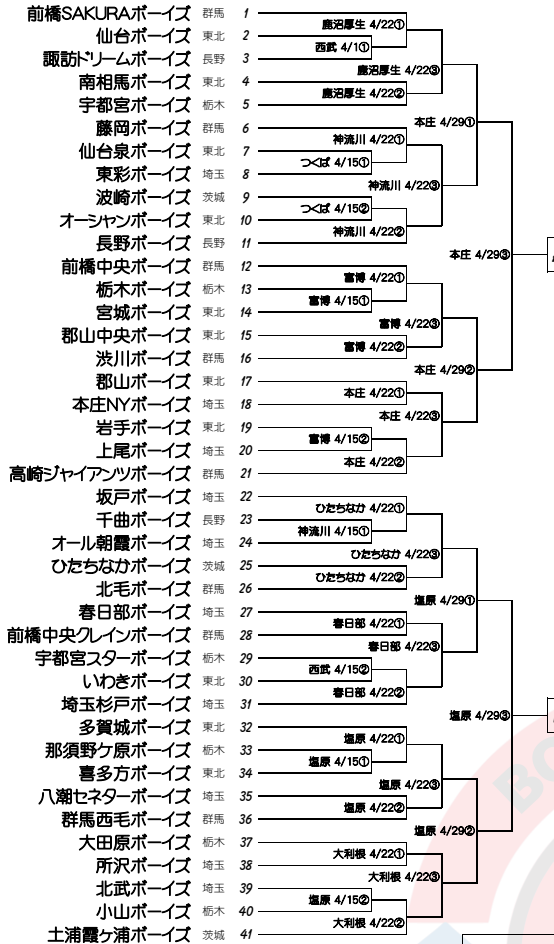 前橋SAKURAボーイズ 群馬 1
鹿沼厚生 4/22①
仙台ボーイズ 東北 2
西武 4/1①
諏訪ドリームボーイズ 長野 3
鹿沼厚生 4/22③
南相馬ボーイズ 東北 4
鹿沼厚生 4/22②
宇都宮ボーイズ 栃木 5
本庄 4/29①
藤岡ボーイズ 群馬 6
神流川 4/22①
仙台泉ボーイズ 東北 7
つくば 4/15①
東彩ボーイズ 埼玉 8
神流川 4/22③
波崎ボーイズ 茨城 9
つくば 4/15②
オーシャンボーイズ 東北 10
神流川 4/22②
長野ボーイズ 長野 11
本庄 4/29③
前橋中央ボーイズ 群馬 12
富博 4/22①
栃木ボーイズ 栃木 13
富博 4/15①
宮城ボーイズ 東北 14
富博 4/22③
郡山中央ボーイズ 東北 15
富博 4/22②
渋川ボーイズ 群馬 16
本庄 4/29②
郡山ボーイズ 東北 17
本庄 4/22①
本庄NYボーイズ 埼玉 18
本庄 4/22③
岩手ボーイズ 東北 19
富博 4/15②
上尾ボーイズ 埼玉 20
本庄 4/22②
高崎ジャイアンツボーイズ 群馬 21
坂戸ボーイズ 埼玉 22
ひたちなか 4/22①
千曲ボーイズ 長野 23
神流川 4/15①
オール朝霞ボーイズ 埼玉 24
ひたちなか 4/22③
ひたちなかボーイズ 茨城 25
ひたちなか 4/22②
北毛ボーイズ 群馬 26
塩原 4/29①
春日部ボーイズ 埼玉 27
春日部 4/22①
前橋中央クレインボーイズ 群馬 28
春日部 4/22③
宇都宮スターボーイズ 栃木 29
西武 4/15②
いわきボーイズ 東北 30
春日部 4/22②
埼玉杉戸ボーイズ 埼玉 31
塩原 4/29③
多賀城ボーイズ 東北 32
塩原 4/22①
那須野ケ原ボーイズ 栃木 33
塩原 4/15①
喜多方ボーイズ 東北 34
塩原 4/22③
八潮セネターボーイズ 埼玉 35
塩原 4/22②
群馬西毛ボーイズ 群馬 36
塩原 4/29②
大田原ボーイズ 栃木 37
大利根 4/22①
所沢ボーイズ 埼玉 38
大利根 4/22③
北武ボーイズ 埼玉 39
塩原 4/15②
小山ボーイズ 栃木 40
大利根 4/22②
土浦霞ヶ浦ボーイズ 茨城 41